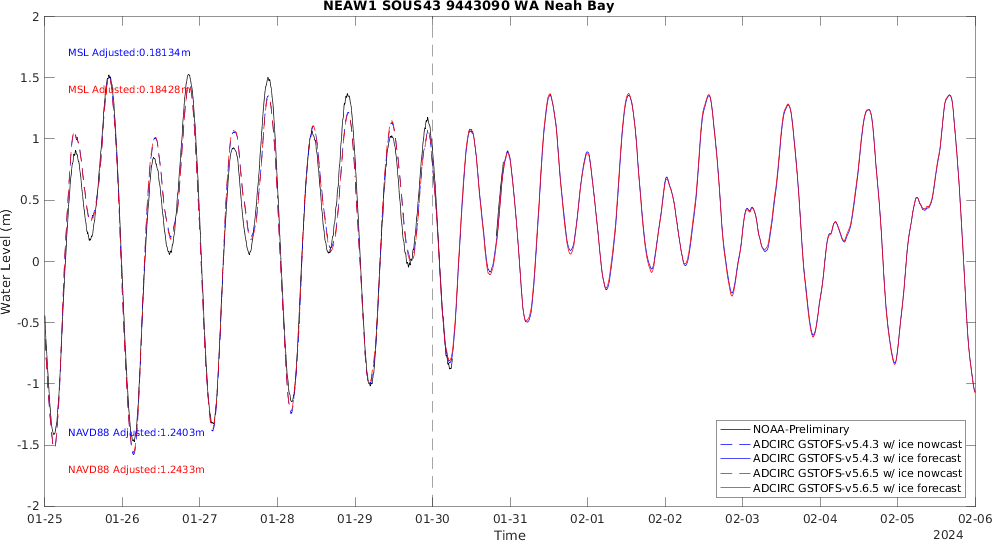 NEAW1 SOUS43 9443090 WA Neah Bay
MSL Adjusted:0.18134m
MSL Adjusted:0.18428m
NAVD88 Adjusted:1.2403m
NAVD88 Adjusted:1.2433m
Water Level (m)
2
1.5
1
0.5
0
-0.5
-1
-1.5
-2
NOAA-Preliminary
ADCIRC GSTOFS-v5.4.3 w/ ice nowcast
ADCIRC GSTOFS-v5.4.3 w/ ice forecast
ADCIRC GSTOFS-v5.6.5 w/ ice nowcast
ADCIRC GSTOFS-v5.6.5 w/ ice forecast
01-25 01-26 01-27 01-28 01-29 01-30 01-31 02-01 02-02 02-03 02-04 02-05 02-06
Time
2024